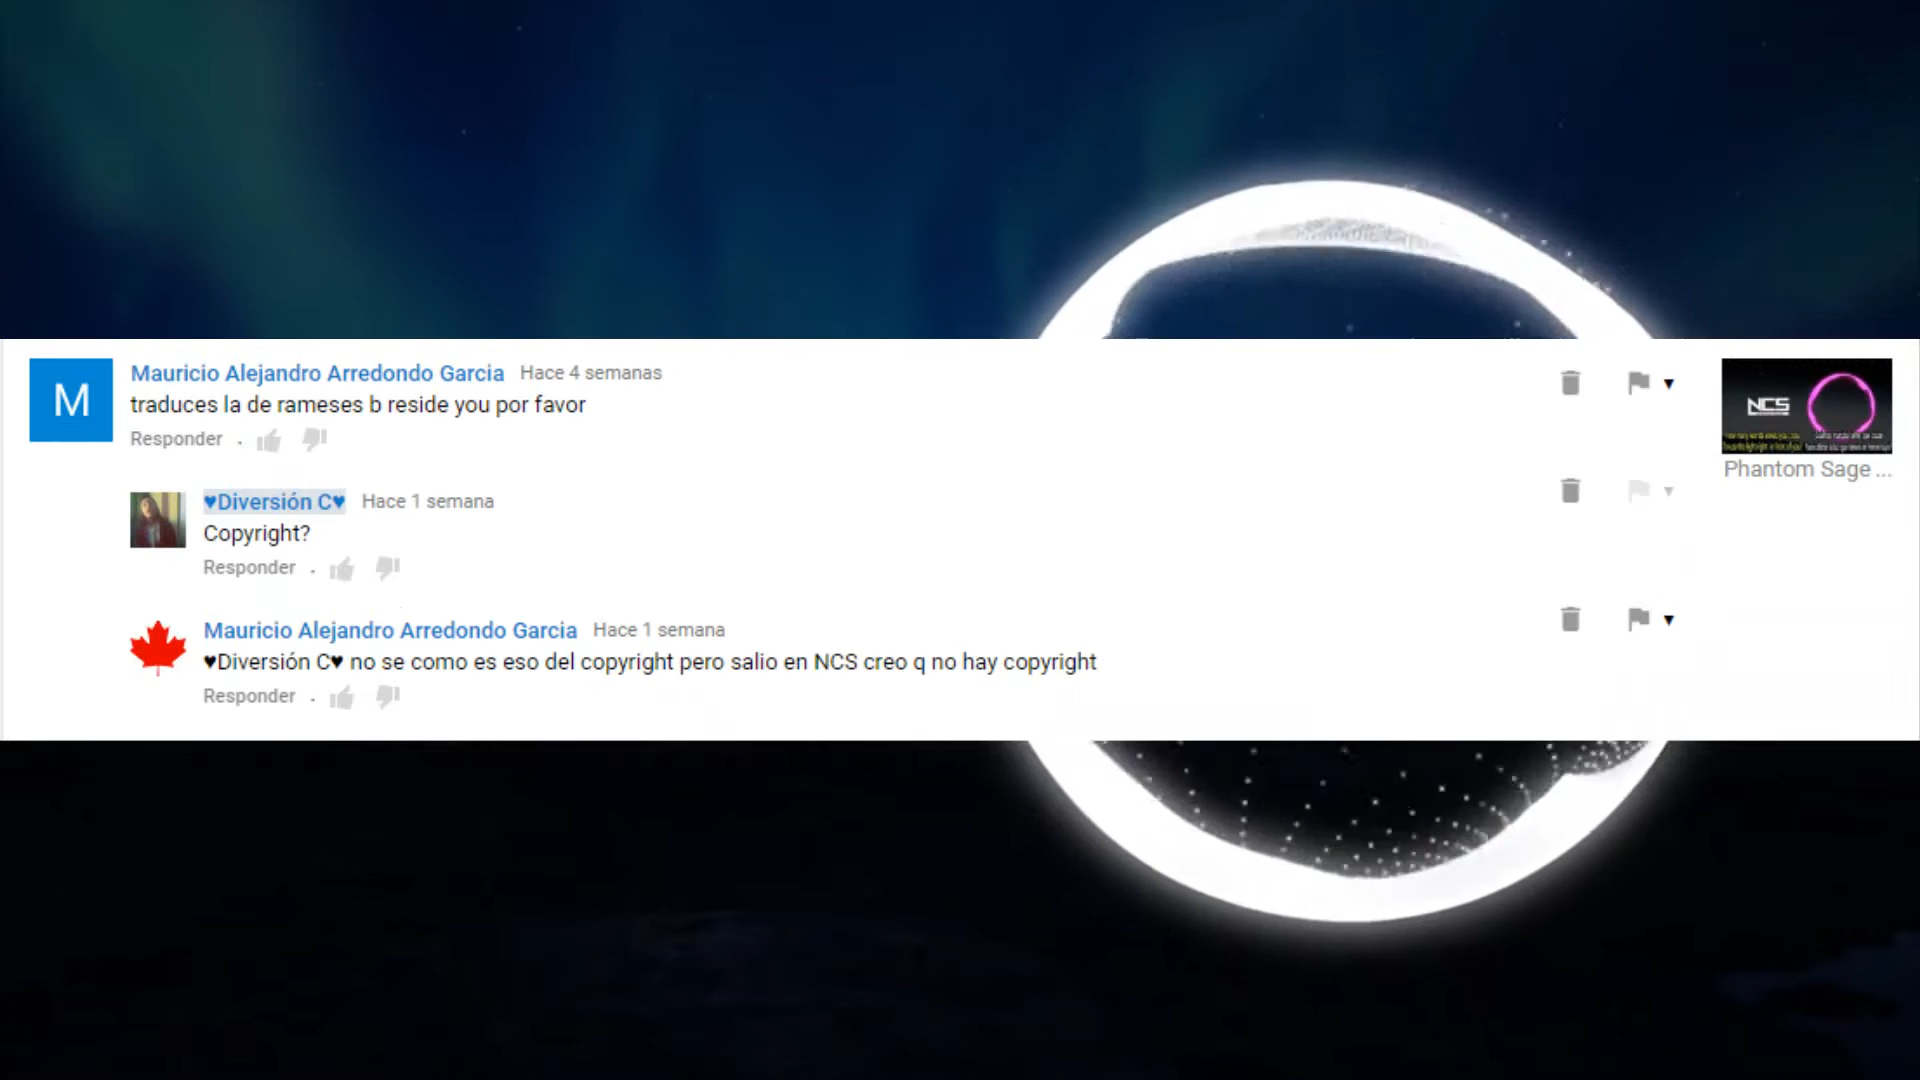 M
Mauricio Alejandro Arredondo Garcia Hace 4 semanas
traduces la de rameses b reside you por favor
Responder .
♥Diversión C♥ Hace 1 semana
Copyright?
Responder .
Mauricio Alejandro Arredondo Garcia Hace 1 semana
♥Diversión C♥ no se como es eso del copyright pero salio en NCS creo q no hay copyright
Responder .
NCS
Phantom Sage ...